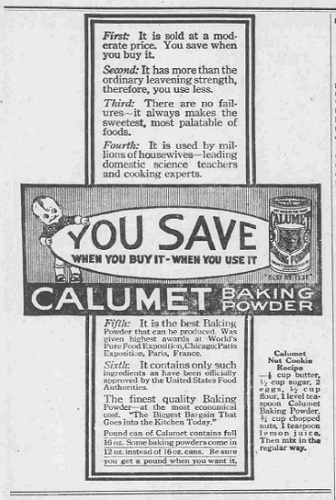 First: It is sold at a mod-
erate price. You save when
you buy it.
Second: It has more than the
ordinary leavening strength,
therefore, you use less.
Third: There are no fail-
ures—it always makes the
sweetest, most palatable of
foods.
Fourth: It is used by mil-
lions of housewives—leading
domestic science teachers
and cooking experts.
YOU SAVE
WHEN YOU BUY IT - WHEN YOU USE IT
CALUMET
BAKING POWDER
"BEST BY TEST"
CALUMET BAKING
POWDER
Fifth: It is the best Baking
Powder that can be produced. Was
given highest awards at World's
Pure Food Exposition, Chicago; Paris
Exposition, Paris, France.
Sixth: It contains only such
ingredients as have been officially
approved by the United States Food
Authorities.
The finest quality Baking
Powder—at the most economical
cost. "The Biggest Bargain That
Goes into the Kitchen Today."
Pound can of Calumet contains full
16 oz. Some baking powders come in
12 oz. instead of 16 oz. cans. Be sure
you get a pound when you want it.
Calumet
Nut Cookie
Recipe
cup butter,
½ cup sugar, 2
eggs, ½ cup
flour, 1 level tea-
spoon Calumet
Baking Powder,
cup chopped
nuts, 1 teaspoon
lemon juice.
Then mix in the
regular way.